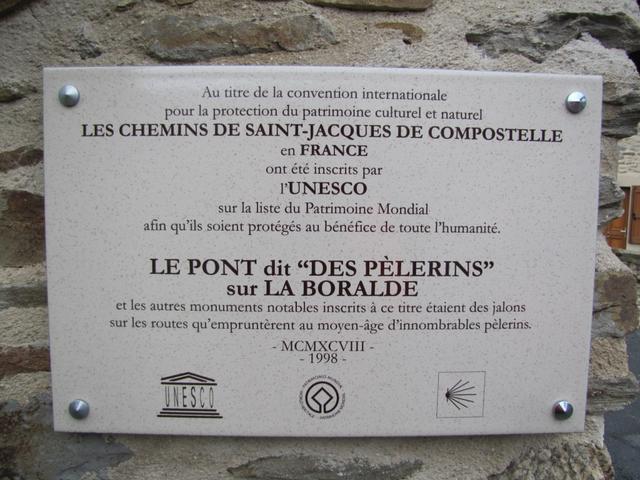 Au titre de la convention internationale
pour la protection du patrimoine culturel et naturel
LES CHEMINS DE SAINT-JACQUES DE COMPOSTELLE
en FRANCE
ont été inscrits par
l'UNESCO
sur la liste du Patrimoine Mondial
afin qu'ils soient protégés au bénéfice de toute l'humanité.
LE PONT dit “DES PÈLERINS”
sur LA BORALDE
et les autres monuments notables inscrits à ce titre étaient des jalons
sur les routes qu'empruntèrent au moyen-âge d'innombrables pèlerins.
- MCMXCVIII -
- 1998 -
UNESCO